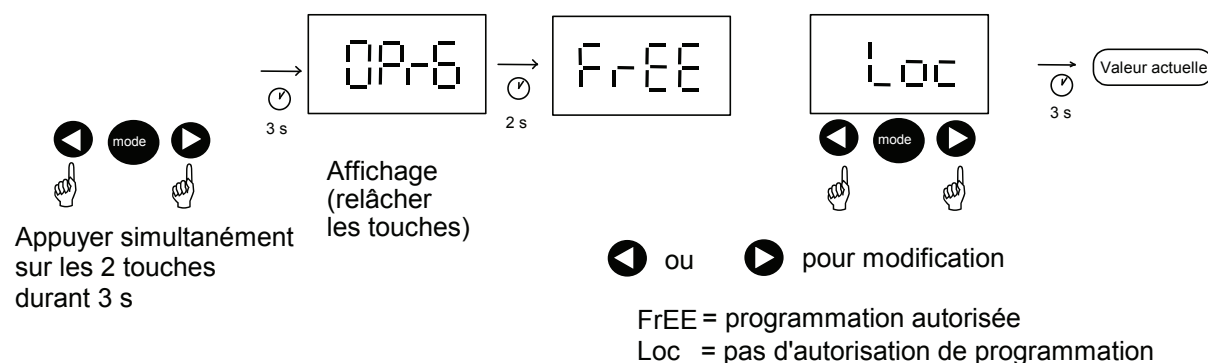 OPr6
FrEE
Loc
Valeur actuelle
3 s
2 s
3 s
mode
mode
Affichage
(relâcher
les touches)
Appuyer simultanément
sur les 2 touches
durant 3 s
ou pour modification
FrEE = programmation autorisée
Loc = pas d'autorisation de programmation